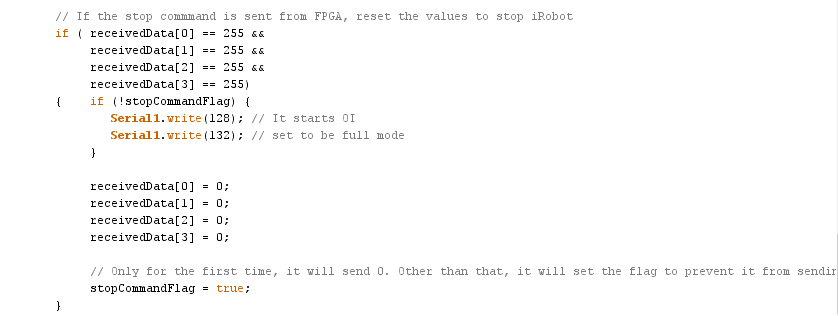 // If the stop commmand is sent from FPGA, reset the values to stop iRobot
if ( receivedData[0] == 255 &&
receivedData[1] == 255 &&
receivedData[2] == 255 &&
receivedData[3] == 255)
{    if (!stopCommandFlag) {
Serial1.write(128); // It starts OI
Serial1.write(132); // set to be full mode
}
receivedData[0] = 0;
receivedData[1] = 0;
receivedData[2] = 0;
receivedData[3] = 0;
// Only for the first time, it will send 0. Other than that, it will set the flag to prevent it from sendin
stopCommandFlag = true;
}